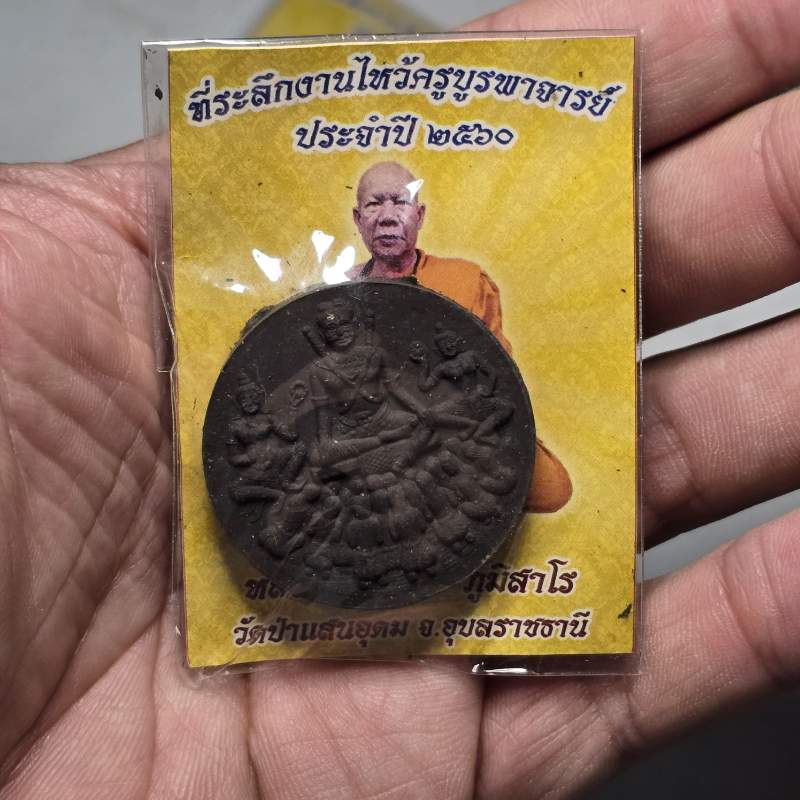 ที่ระลึกงานไหว้ครูบูรพาจารย์
ประจำปี ๒๕๖๐
ภูมิสาโร
วัดป่าแสนอุดม จ.อุบลราชธานี